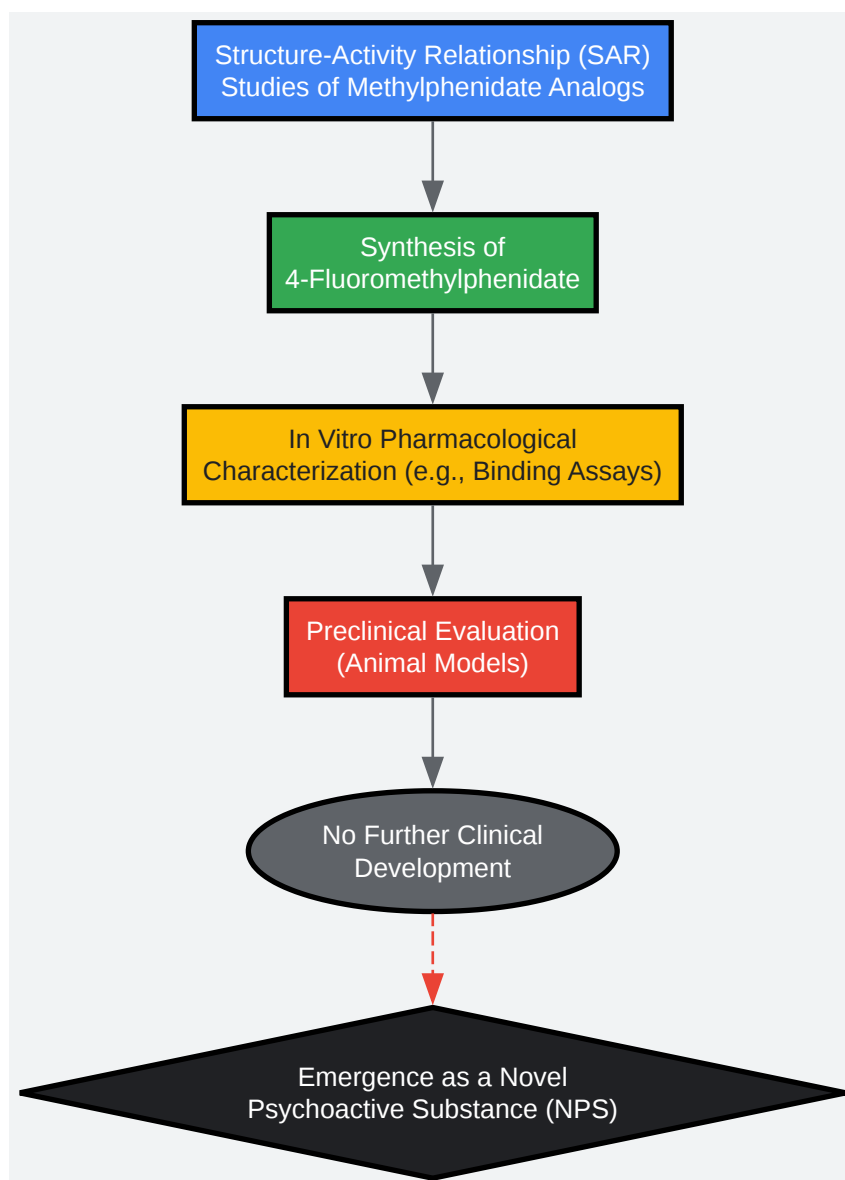 Structure-Activity Relationship (SAR)
Studies of Methylphenidate Analogs
Synthesis of
4-Fluoromethylphenidate
In Vitro Pharmacological
Characterization (e.g., Binding Assays)
Preclinical Evaluation
(Animal Models)
No Further Clinical
Development
Emergence as a Novel
Psychoactive Substance (NPS)